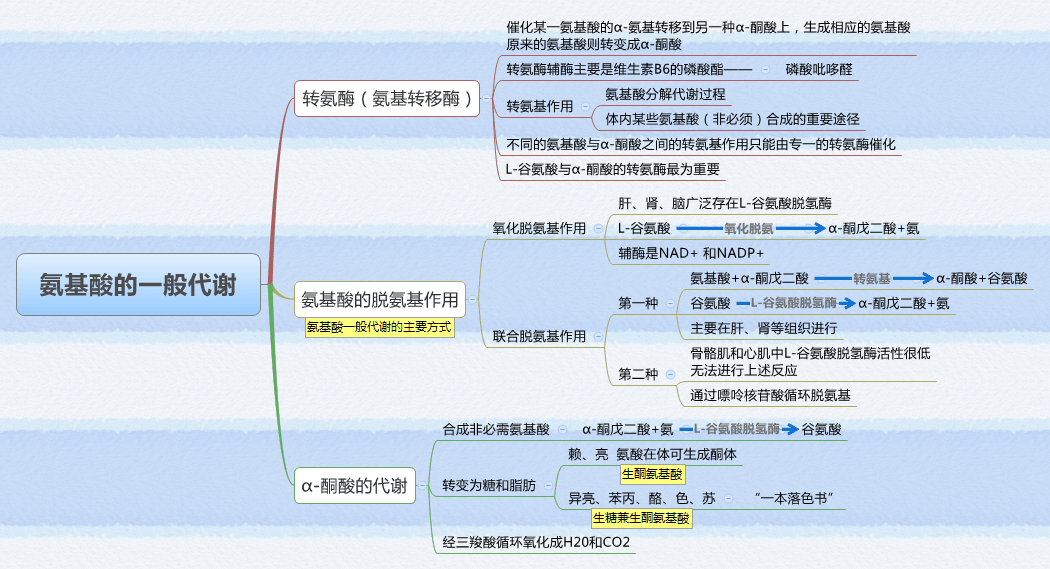 氨基酸的一般代谢
转氨酶（氨基转移酶）
催化某一氨基酸的α-氨基转移到另一种α-酮酸上，生成相应的氨基酸
原来的氨基酸则转变成α-酮酸
转氨酶辅酶主要是维生素B6的磷酸酯—— 磷酸吡哆醛
转氨基作用
氨基酸分解代谢过程
体内某些氨基酸（非必须）合成的重要途径
不同的氨基酸与α-酮酸之间的转氨基作用只能由专一的转氨酶催化
L-谷氨酸与α-酮酸的转氨酶最为重要
氨基酸的脱氨基作用
氨基酸一般代谢的主要方式
氧化脱氨基作用
肝、肾、脑广泛存在L-谷氨酸脱氢酶
L-谷氨酸 氧化脱氨 α-酮戊二酸+氨
辅酶是NAD+ 和NADP+
联合脱氨基作用
第一种
氨基酸+α-酮戊二酸 转氨基 α-酮酸+谷氨酸
谷氨酸 L-谷氨酸脱氢酶 α-酮戊二酸+氨
主要在肝、肾等组织进行
第二种
骨骼肌和心肌中L-谷氨酸脱氢酶活性很低
无法进行上述反应
通过嘌呤核苷酸循环脱氨基
α-酮酸的代谢
合成非必需氨基酸 α-酮戊二酸+氨 L-谷氨酸脱氢酶 谷氨酸
转变为糖和脂肪
赖、亮 氨酸在体可生成酮体
生酮氨基酸
异亮、苯丙、酪、色、苏 “一本落色书”
生糖兼生酮氨基酸
经三羧酸循环氧化成H20和CO2